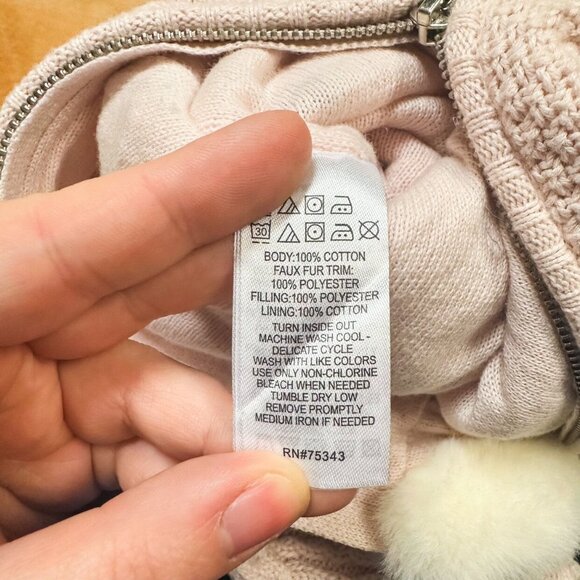 30
BODY:100% COTTON
FAUX FUR TRIM:
100% POLYESTER
FILLING:100% POLYESTER
LINING:100% COTTON
TURN INSIDE OUT
MACHINE WASH COOL -
DELICATE CYCLE
WASH WITH LIKE COLORS
USE ONLY NON-CHLORINE
BLEACH WHEN NEEDED
TUMBLE DRY LOW
REMOVE PROMPTLY
MEDIUM IRON IF NEEDED
RN#75343